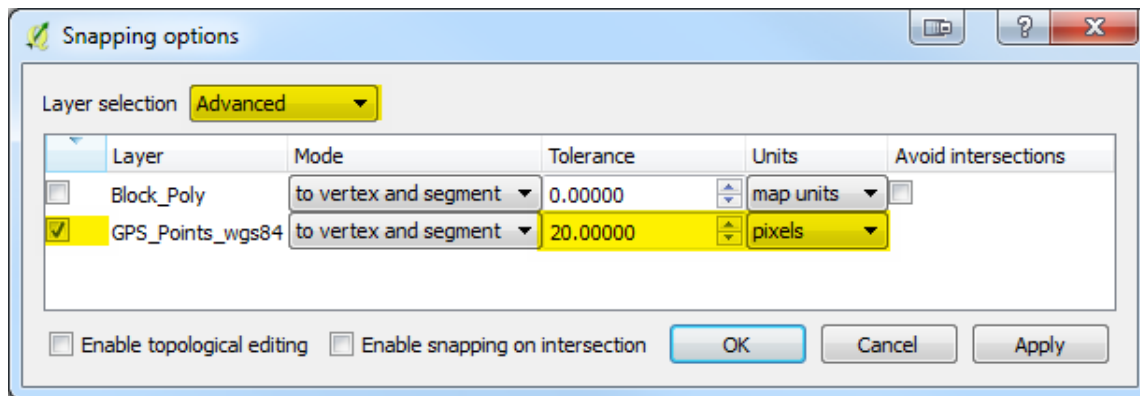 Snapping options
Layer selection Advanced
Layer Mode Tolerance Units Avoid intersections
Block_Poly to vertex and segment 0.00000 map units
GPS_Points_wgs84 to vertex and segment 20.00000 pixels
Enable topological editing Enable snapping on intersection OK Cancel Apply